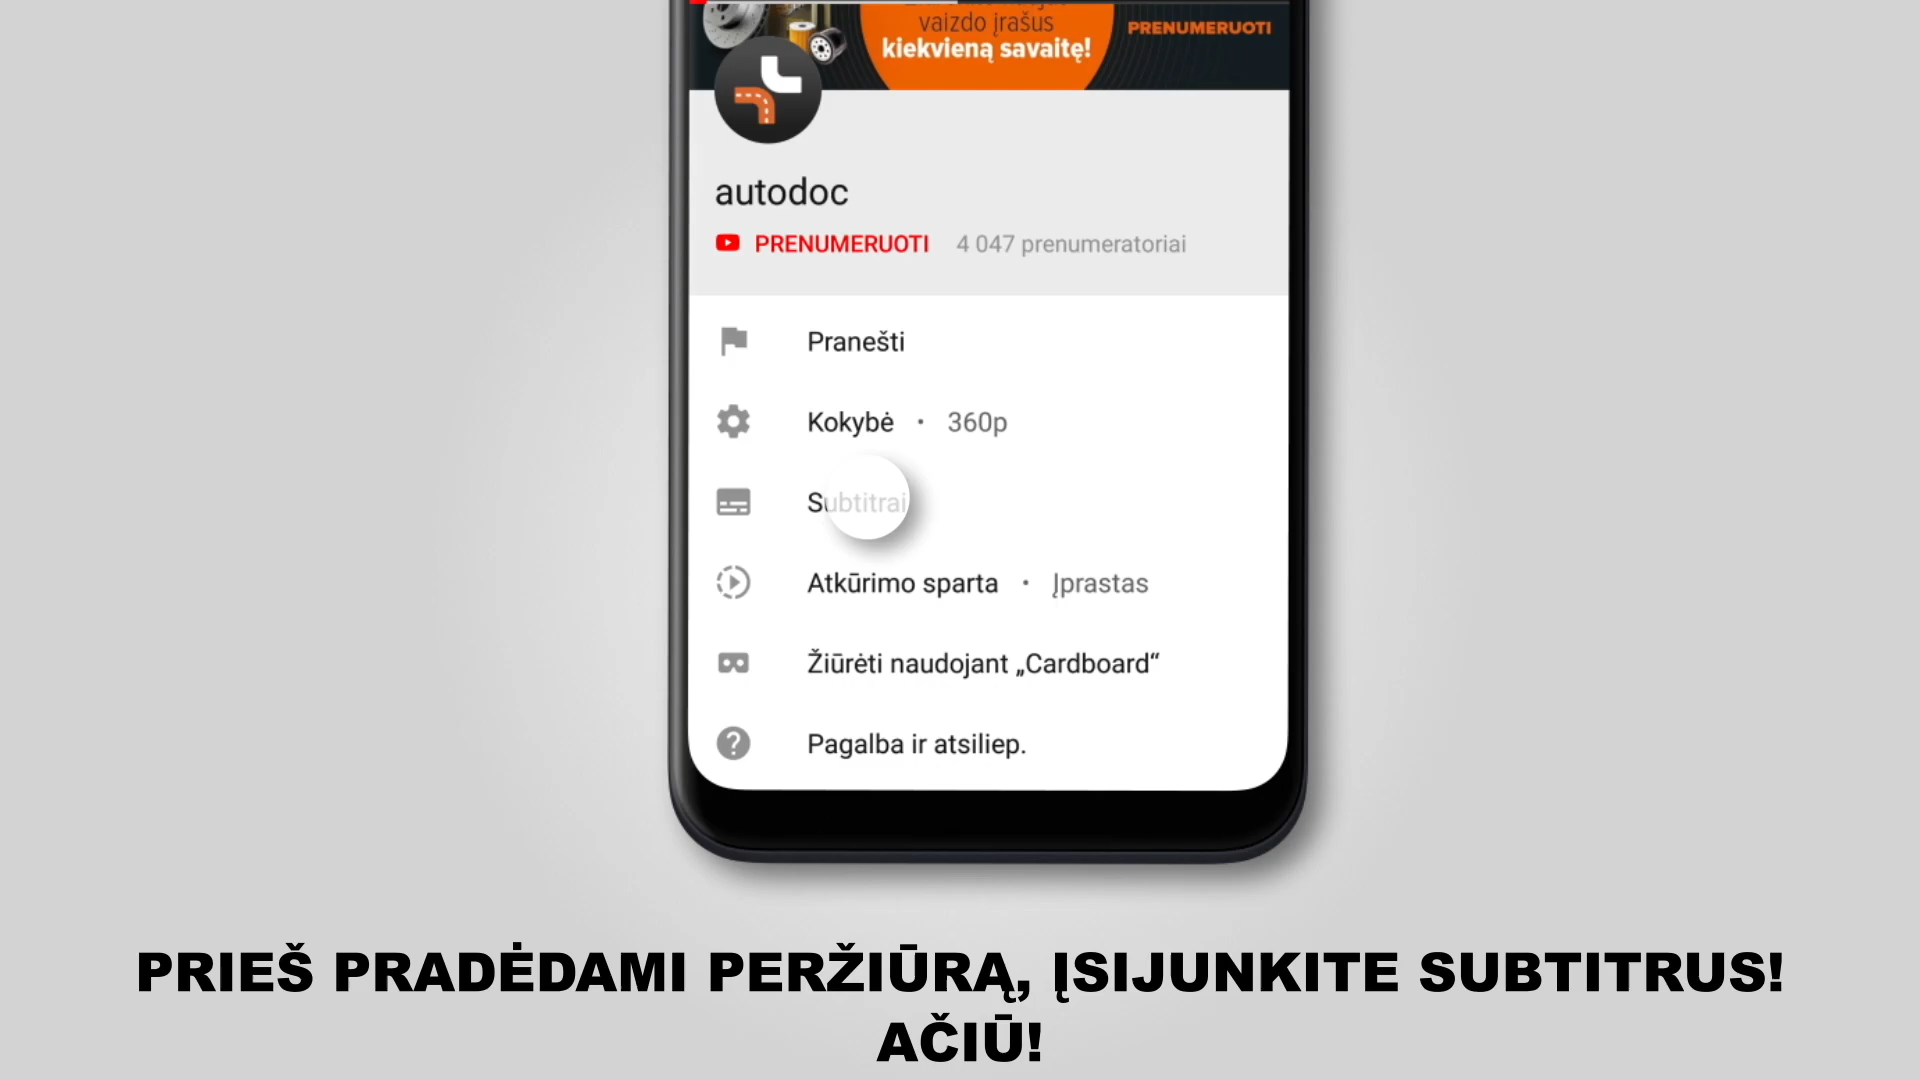 vaizdo įrašus
kiekvieną savaitę!
PRENUMERUOTI
autodoc
PRENUMERUOTI 4 047 prenumeratoriai
Pranešti
Kokybė • 360p
Subtitrai
Atkūrimo sparta • Įprastas
Žiūrėti naudojant „Cardboard“
Pagalba ir atsiliep.
PRIEŠ PRADĖDAMI PERŽIŪRĄ, ĮSIJUNKITE SUBTITRUS!
AČIŪ!